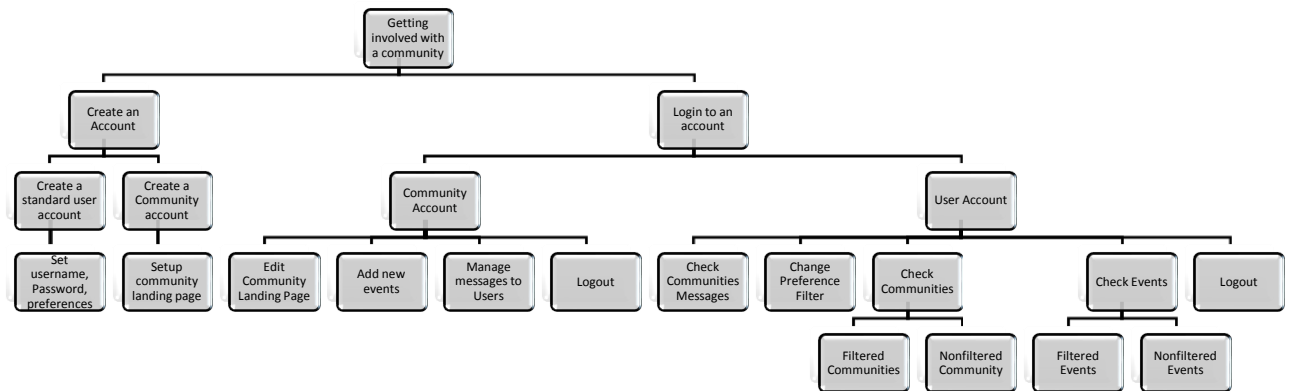 Getting
involved with
a community
Create an
Account
Login to an
account
Create a
standard user
account
Create a
Community
account
Community
Account
User Account
Set
username,
Password,
preferences
Setup
community
landing page
Edit
Community
Landing Page
Add new
events
Manage
messages to
Users
Logout
Check
Communities
Messages
Change
Preference
Filter
Check
Communities
Check Events
Logout
Filtered
Communities
Nonfiltered
Community
Filtered
Events
Nonfiltered
Events